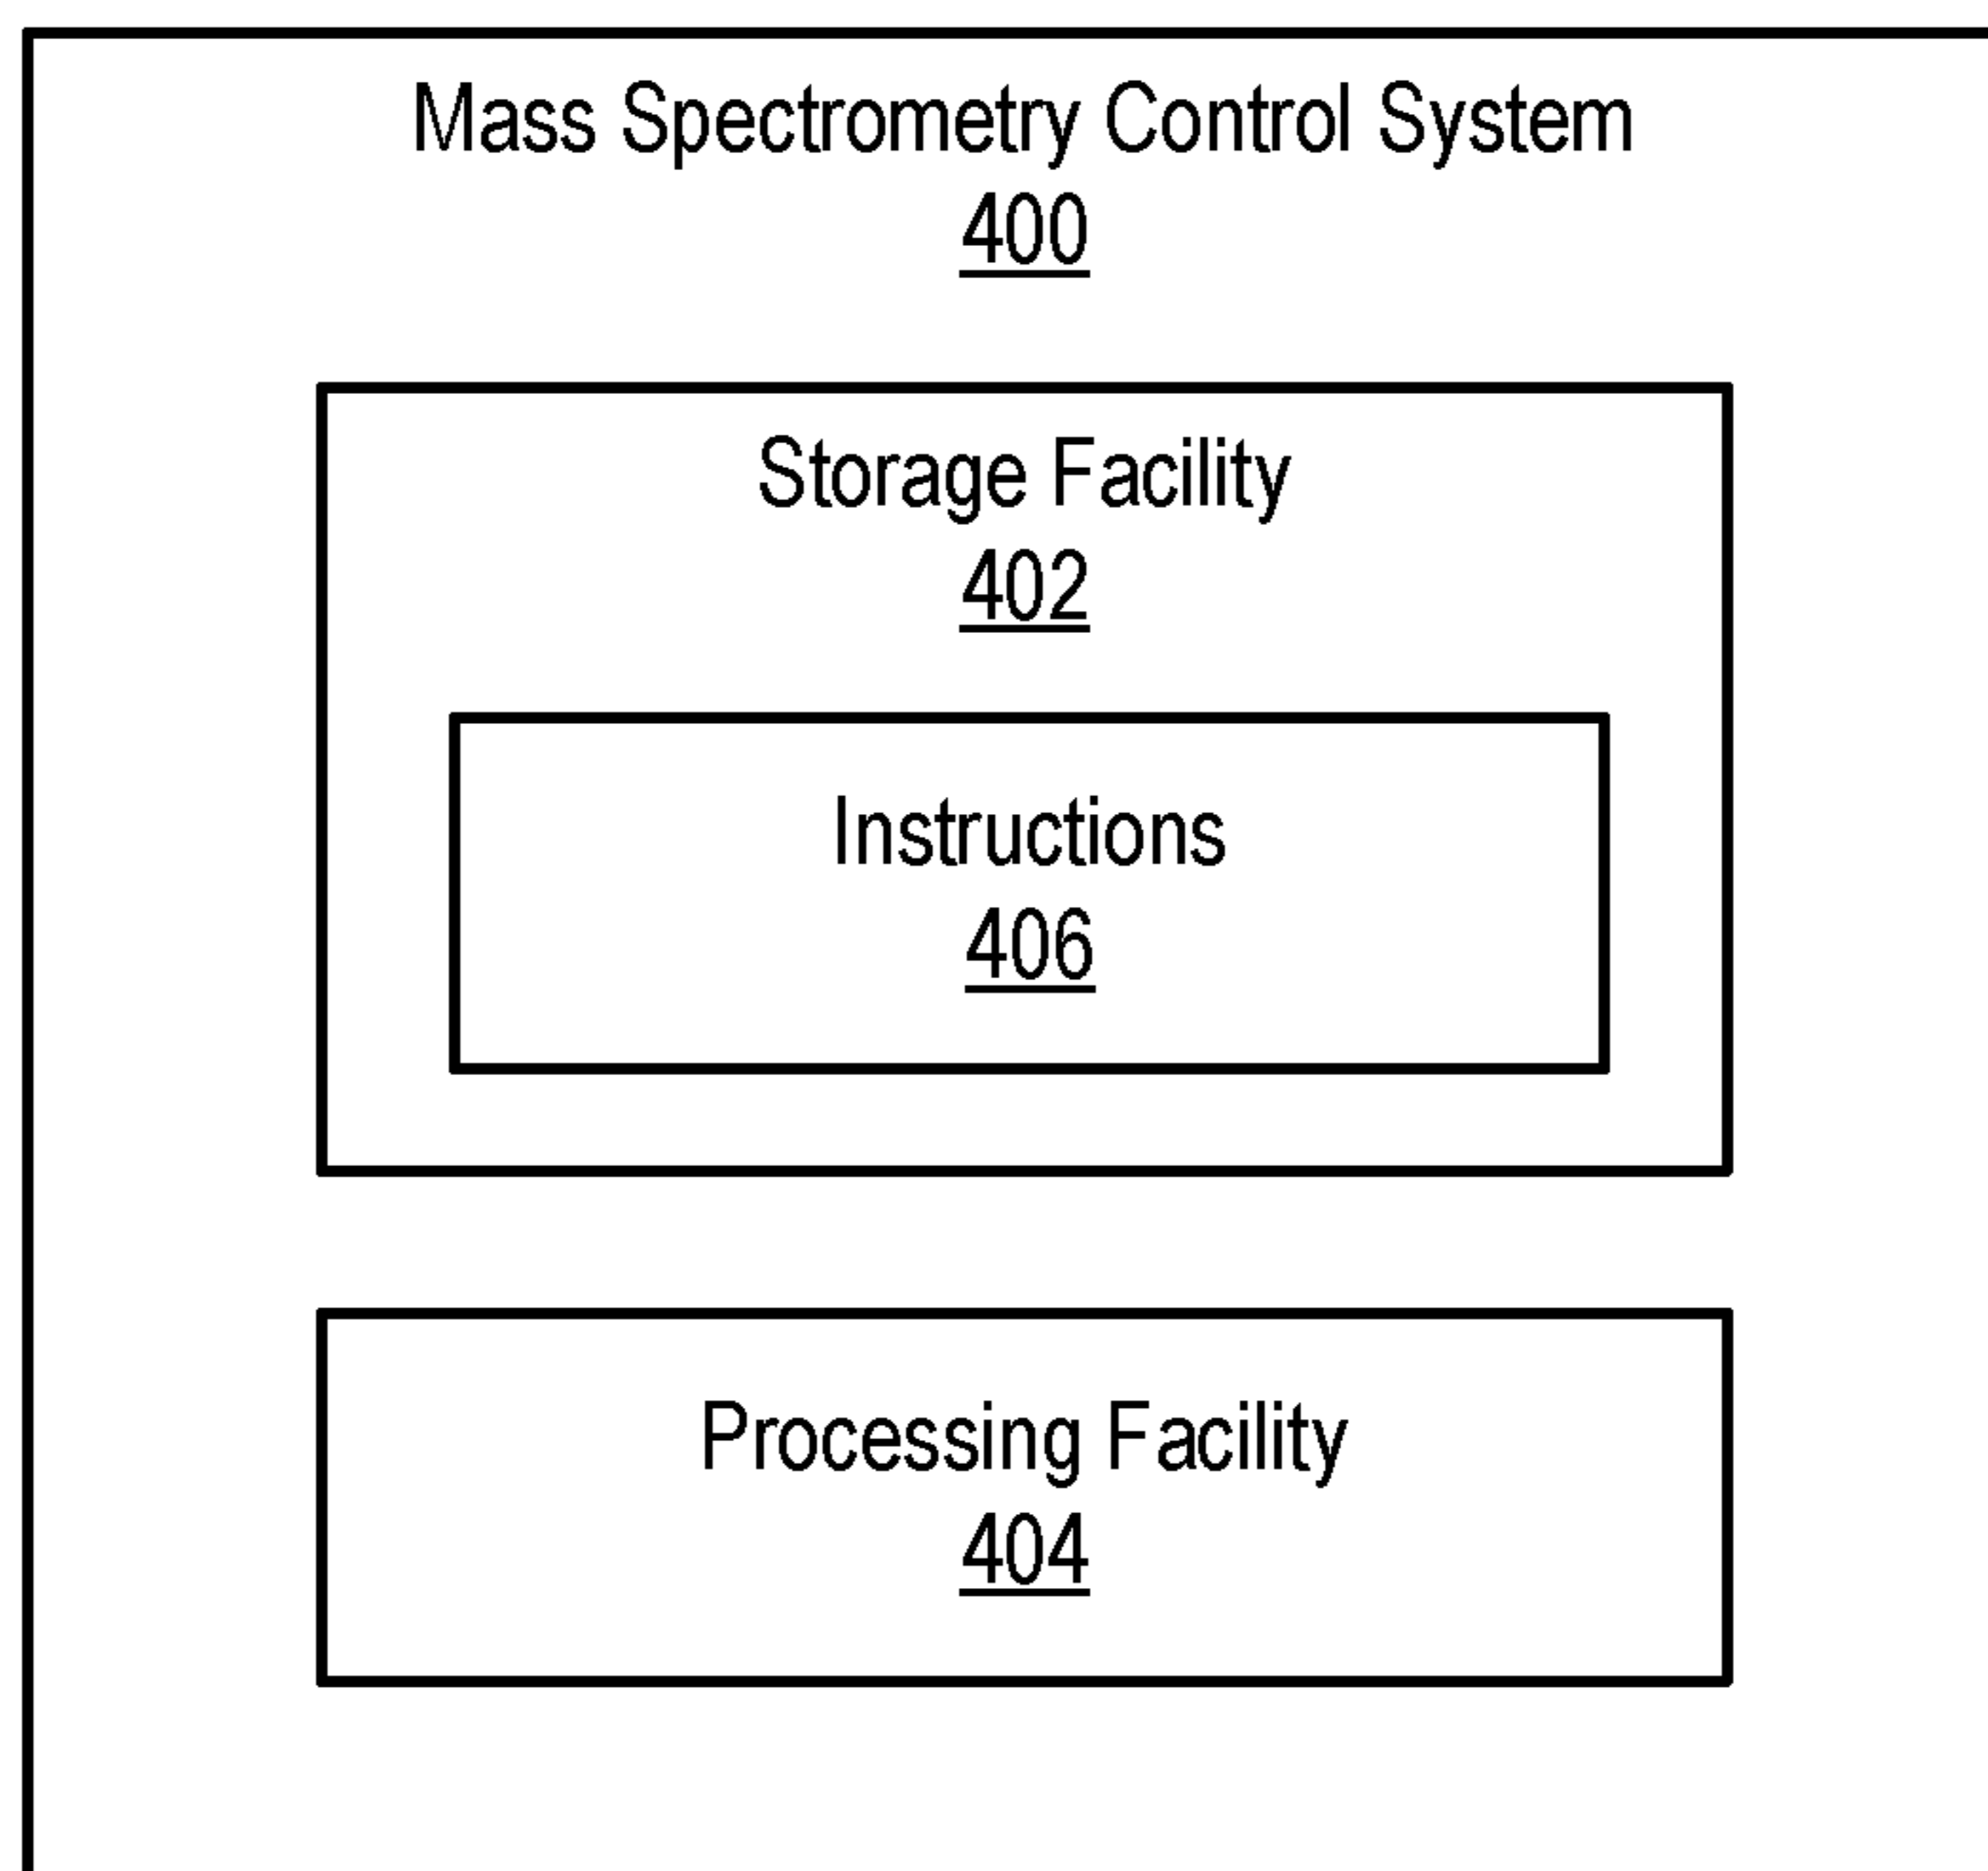 Mass Spectrometry Control System
400
Storage Facility
402
Instructions
406
Processing Facility
404